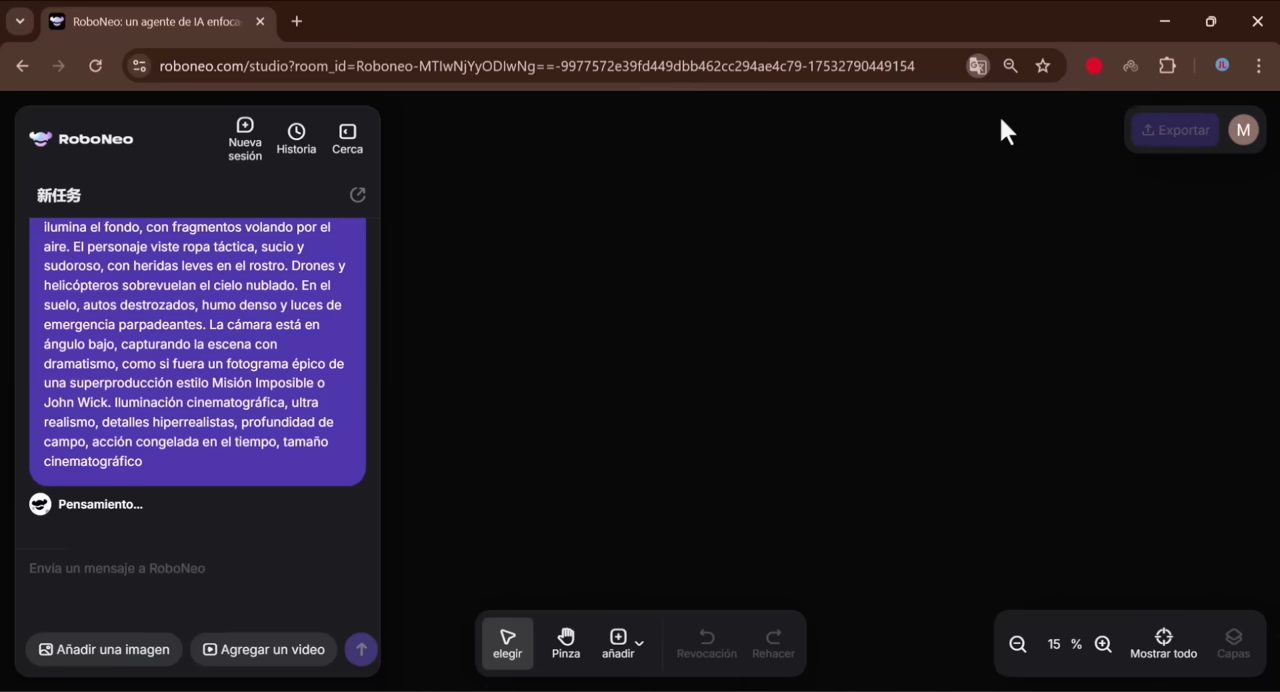 RoboNeo: un agente de IA enfoca
roboneo.com/studio?room_id=Roboneo-MTIwNjYyODIwNg==-9977572e39fd449dbb462cc294ae4c79-17532790449154
RoboNeo
Nueva
sesión
Historia
Cerca
Exportar
M
新任务
ilumina el fondo, con fragmentos volando por el
aire. El personaje viste ropa táctica, sucio y
sudoroso, con heridas leves en el rostro. Drones y
helicópteros sobrevuelan el cielo nublado. En el
suelo, autos destrozados, humo denso y luces de
emergencia parpadeantes. La cámara está en
ángulo bajo, capturando la escena con
dramatismo, como si fuera un fotograma épico de
una superproducción estilo Misión Imposible o
John Wick. Iluminación cinematográfica, ultra
realismo, detalles hiperrealistas, profundidad de
campo, acción congelada en el tiempo, tamaño
cinematográfico
Pensamiento...
Envía un mensaje a RoboNeo
Añadir una imagen
Agregar un video
elegir
Pinza
añadir
Revocación
Rehacer
15 %
Mostrar todo
Capas